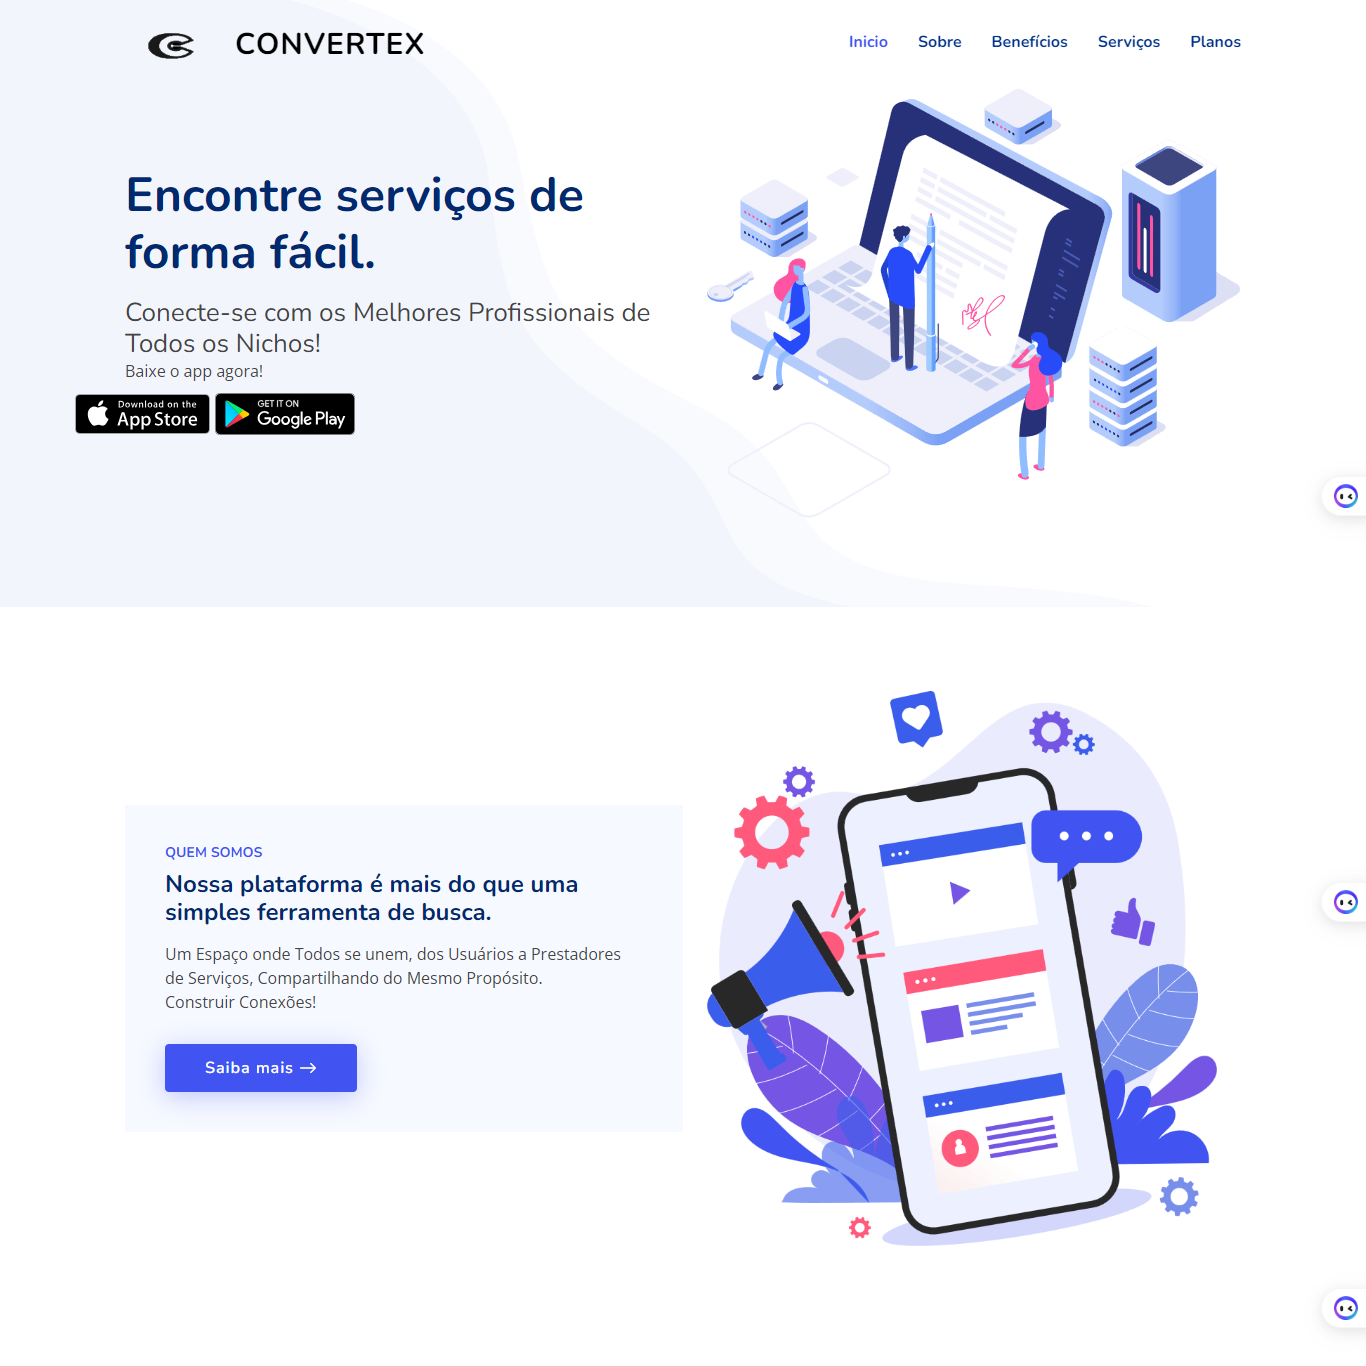 CONVERTEX
Inicio Sobre Benefícios Serviços Planos
Encontre serviços de
forma fácil.
Conecte-se com os Melhores Profissionais de
Todos os Nichos!
Baixe o app agora!
Download on the
App Store
GET IT ON
Google Play
QUEM SOMOS
Nossa plataforma é mais do que uma
simples ferramenta de busca.
Um Espaço onde Todos se unem, dos Usuários a Prestadores
de Serviços, Compartilhando do Mesmo Propósito.
Construir Conexões!
Saiba mais →